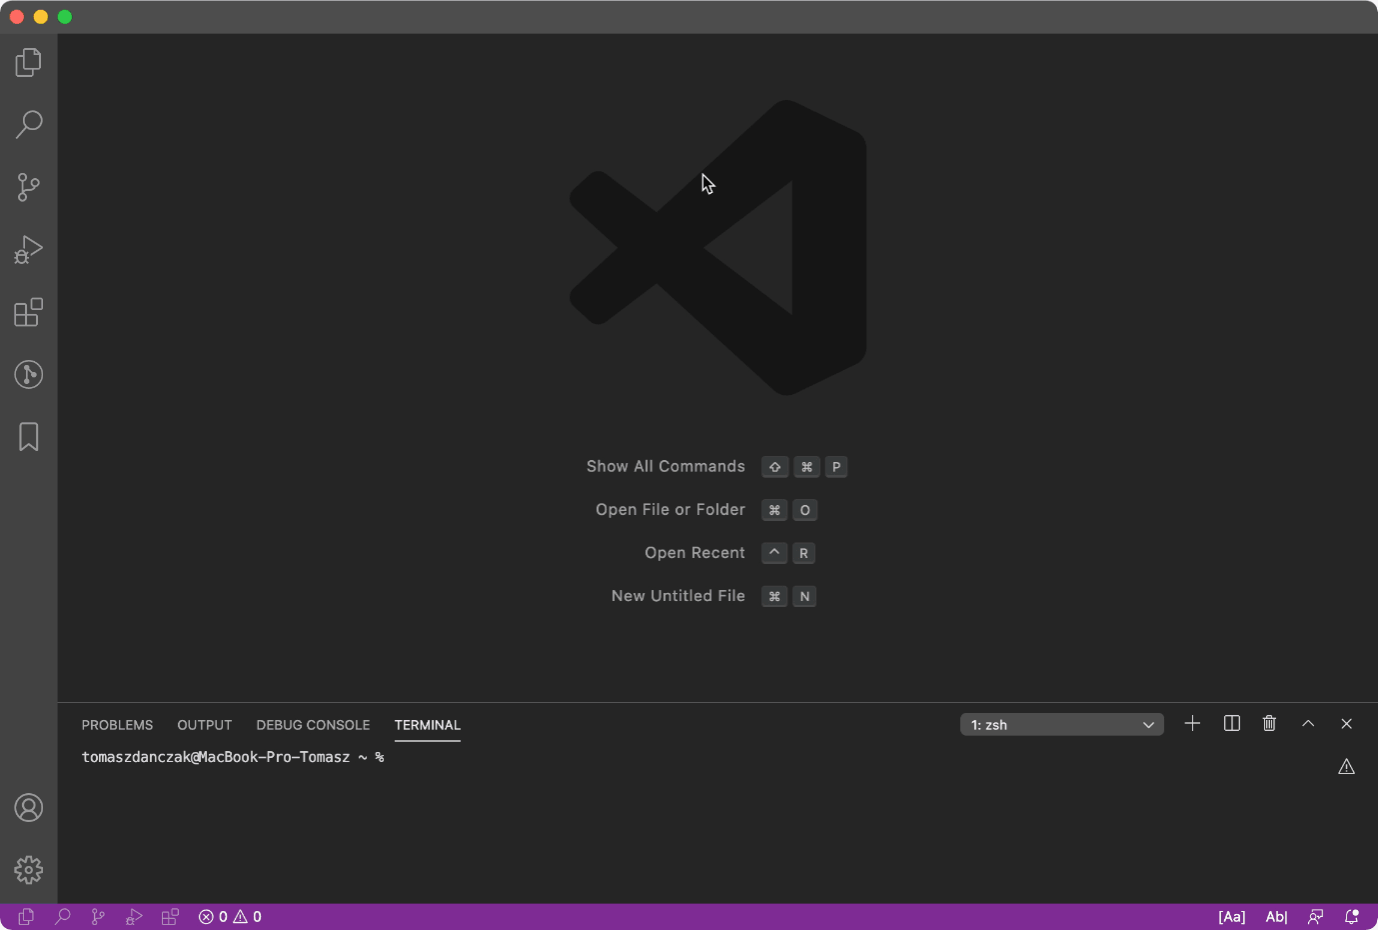 Show All Commands ⇧ ⌘ P
Open File or Folder ⌘ O
Open Recent ^ R
New Untitled File ⌘ N
PROBLEMS OUTPUT DEBUG CONSOLE TERMINAL 1: zsh
tomaszdanczak@MacBook-Pro-Tomasz ~ %
0 0 [Aa] Ab|